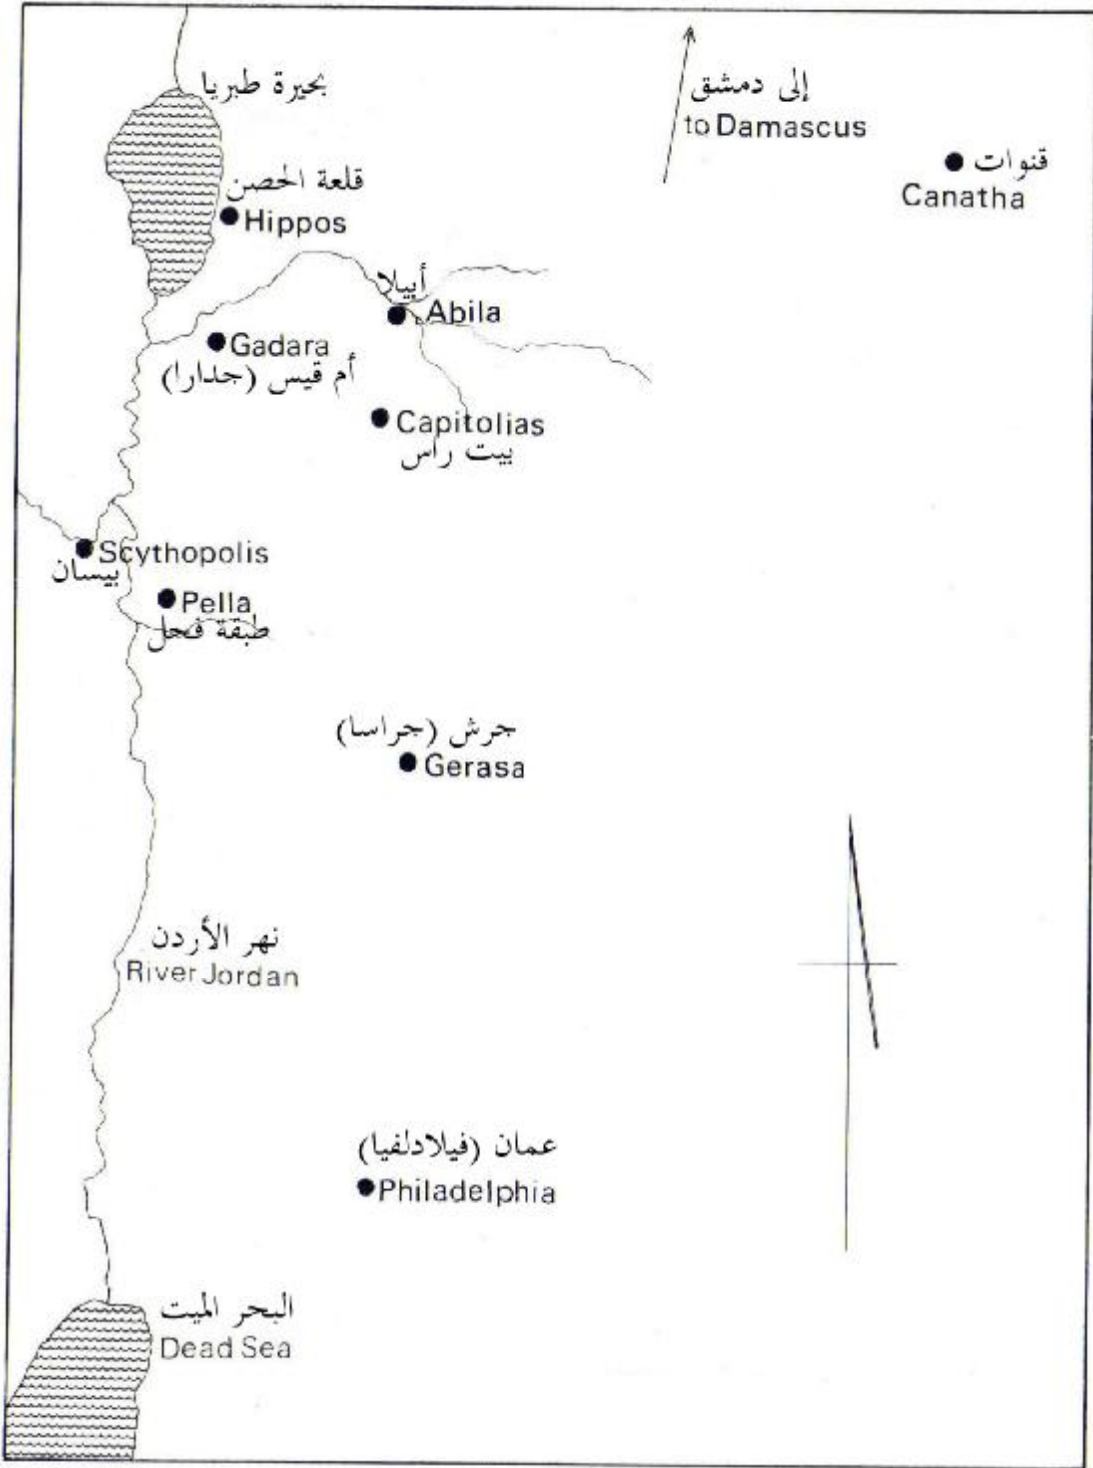 بحيرة طبريا
إلى دمشق
to Damascus
قنوات
Canatha
قلعة الحصن
Hippos
أبيلا
Abila
Gadara
أم قيس (جدارا)
Capitolias
بيت راس
Scythopolis
بيسان
Pella
طبقة فحل
جرش (جراسا)
Gerasa
نهر الأردن
River Jordan
عمان (فيلادلفيا)
Philadelphia
البحر الميت
Dead Sea